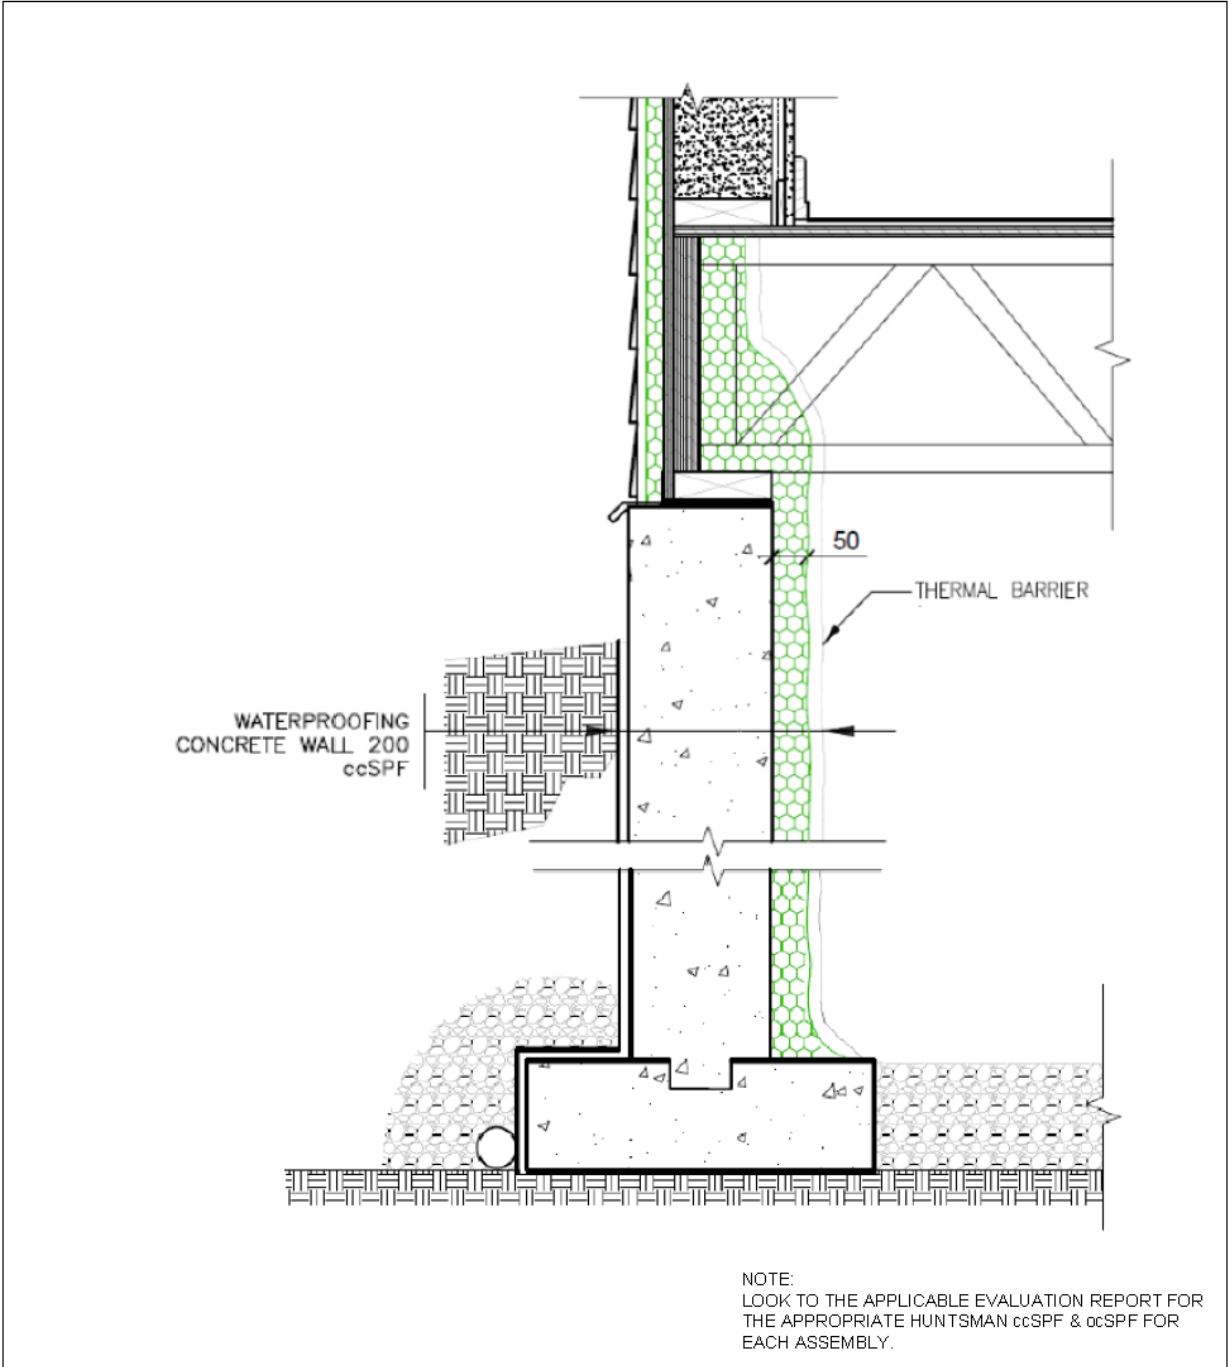 50
THERMAL BARRIER
WATERPROOFING
CONCRETE WALL 200
ccSPF
NOTE:
LOOK TO THE APPLICABLE EVALUATION REPORT FOR
THE APPROPRIATE HUNTSMAN ccSPF & ocSPF FOR
EACH ASSEMBLY.